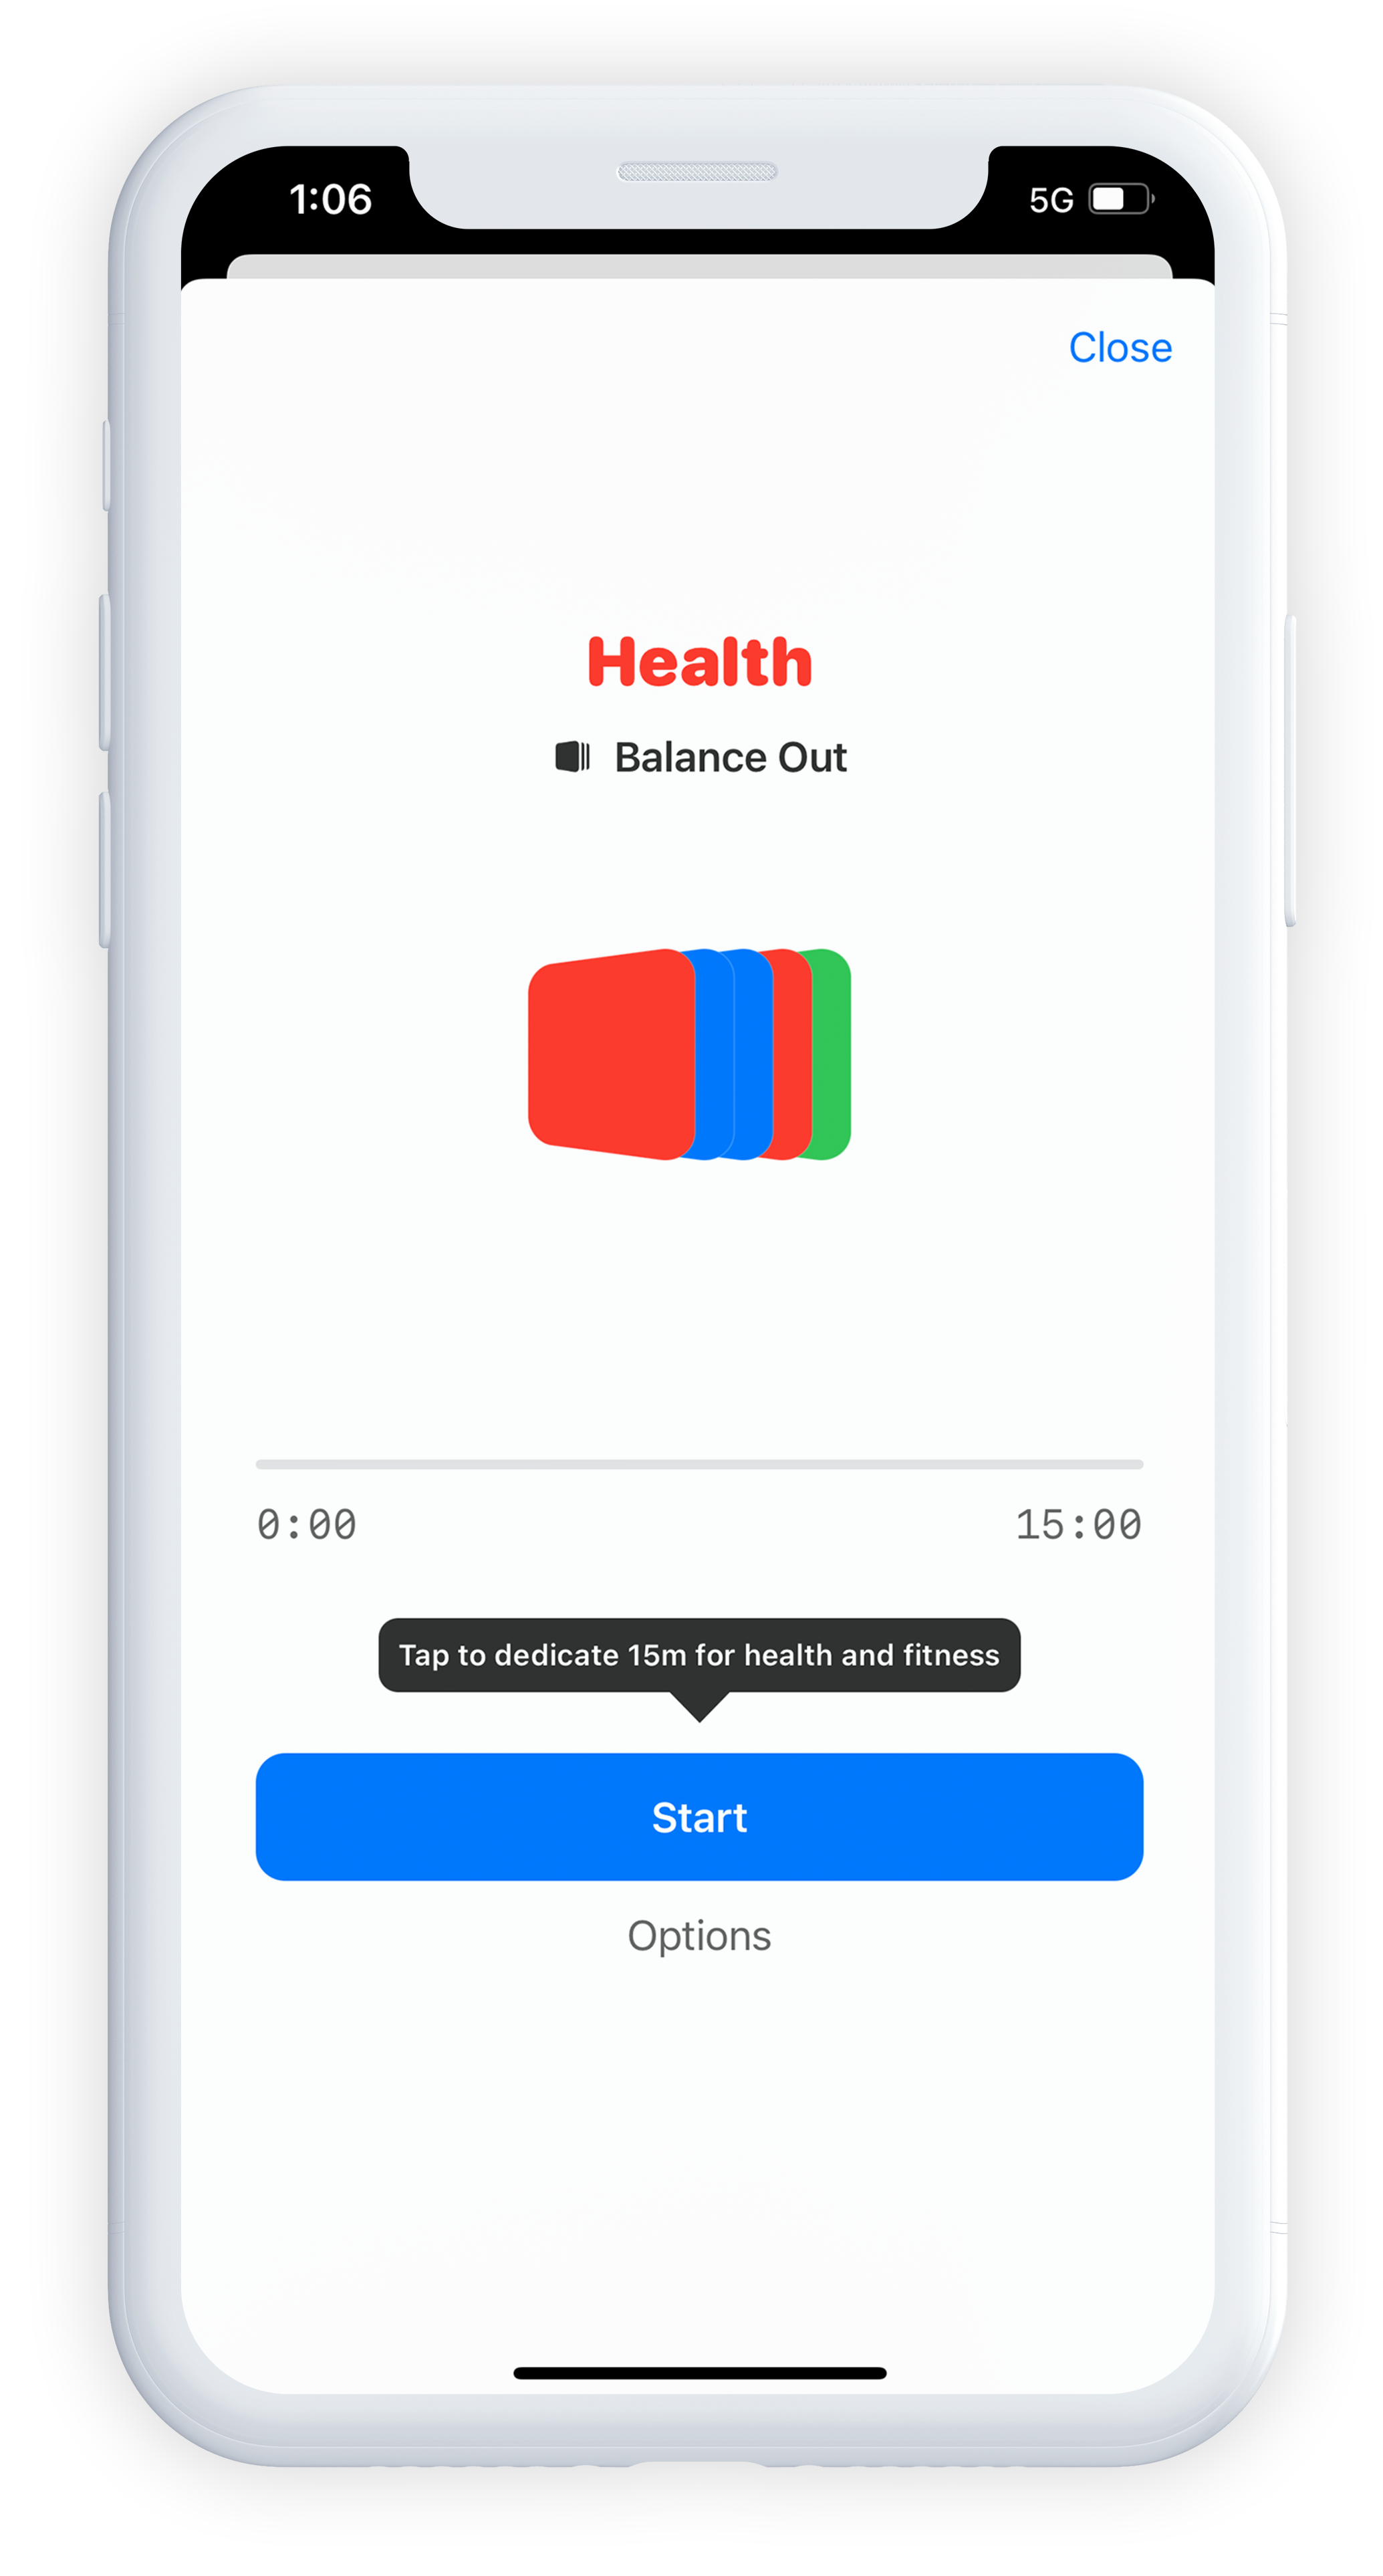 1:06
5G
Close
Health
Balance Out
0:00
15:00
Tap to dedicate 15m for health and fitness
Start
Options